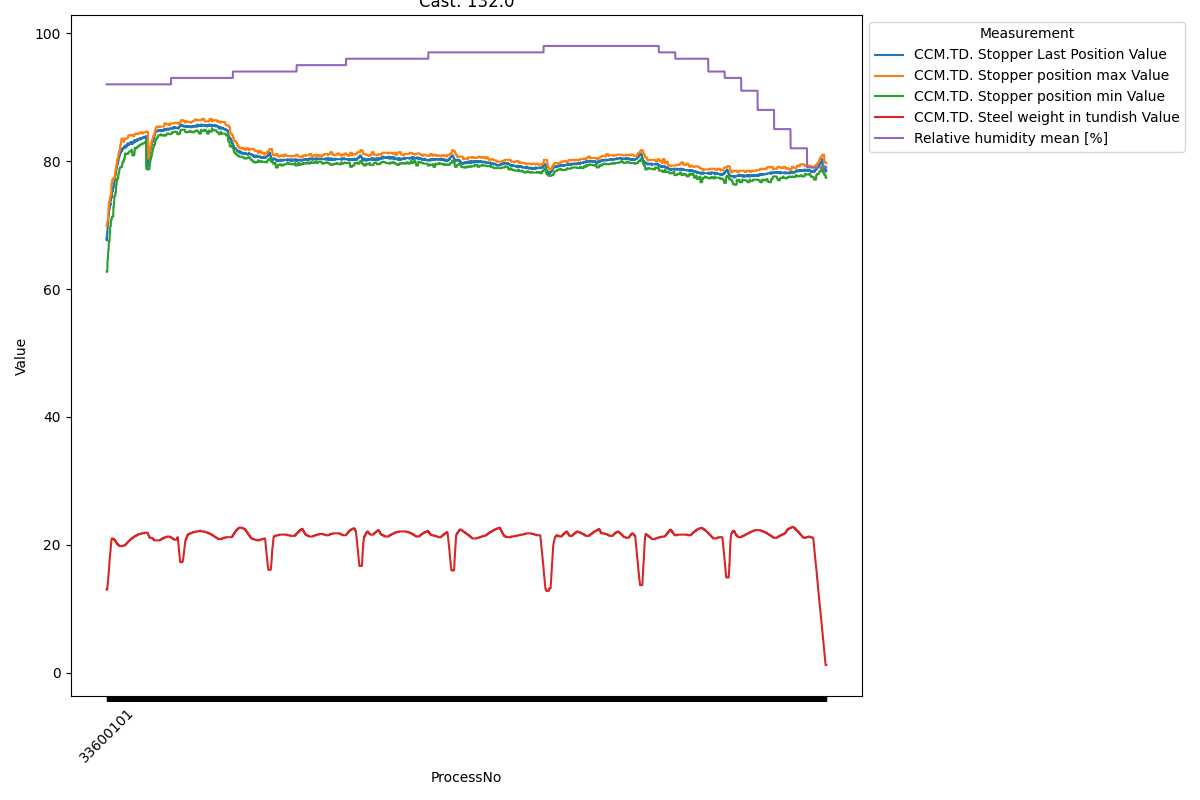 Cast: 132.0
Measurement
CCM.TD. Stopper Last Position Value
CCM.TD. Stopper position max Value
CCM.TD. Stopper position min Value
CCM.TD. Steel weight in tundish Value
Relative humidity mean [%]
100
80
60
40
20
0
Value
33600101
ProcessNo